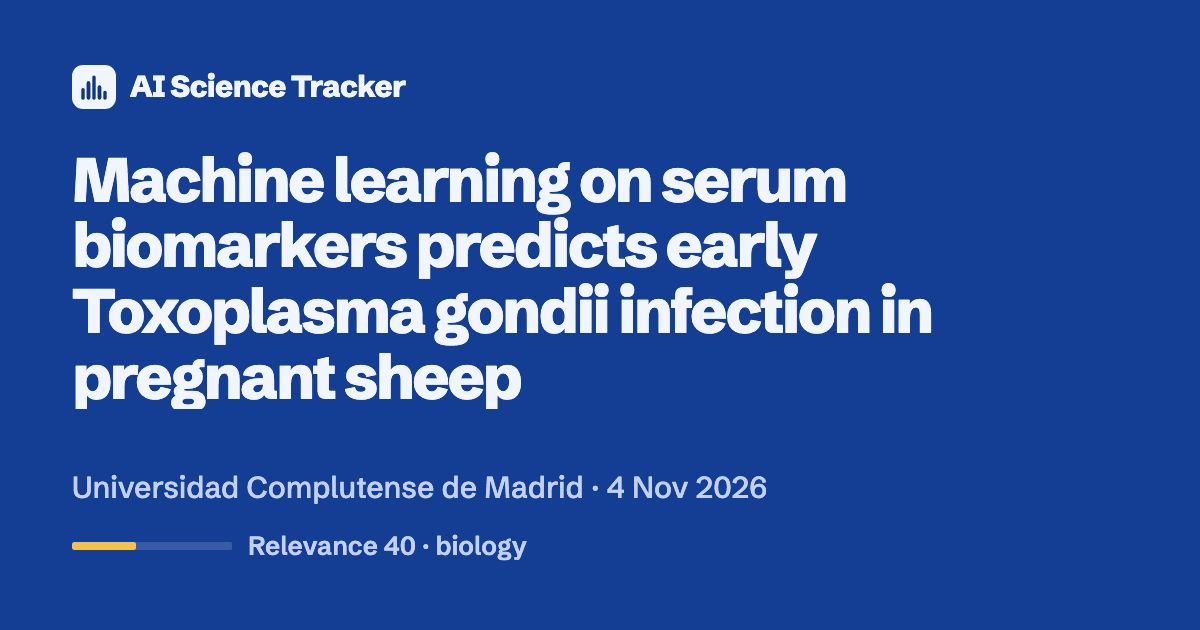 AI Science Tracker
Machine learning on serum
biomarkers predicts early
Toxoplasma gondii infection in
pregnant sheep
Universidad Complutense de Madrid · 4 Nov 2026
Relevance 40 · biology